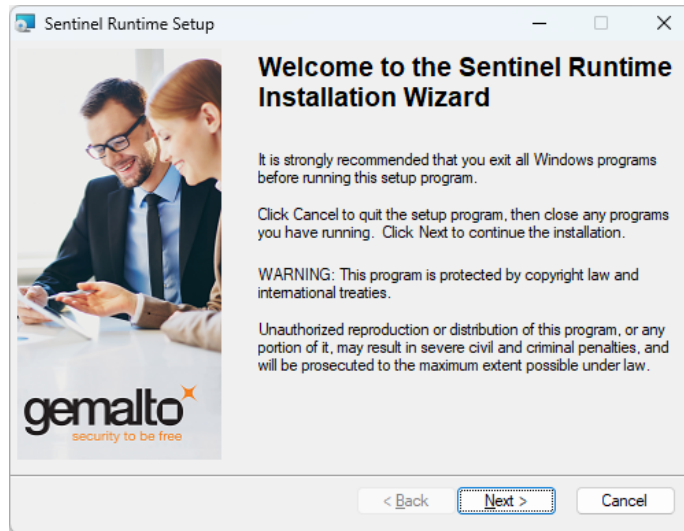 Sentinel Runtime Setup
Welcome to the Sentinel Runtime
Installation Wizard
It is strongly recommended that you exit all Windows programs
before running this setup program.
Click Cancel to quit the setup program, then close any programs
you have running. Click Next to continue the installation.
WARNING: This program is protected by copyright law and
international treaties.
Unauthorized reproduction or distribution of this program, or any
portion of it, may result in severe civil and criminal penalties, and
will be prosecuted to the maximum extent possible under law.
gemalto
security to be free
< Back
Next >
Cancel